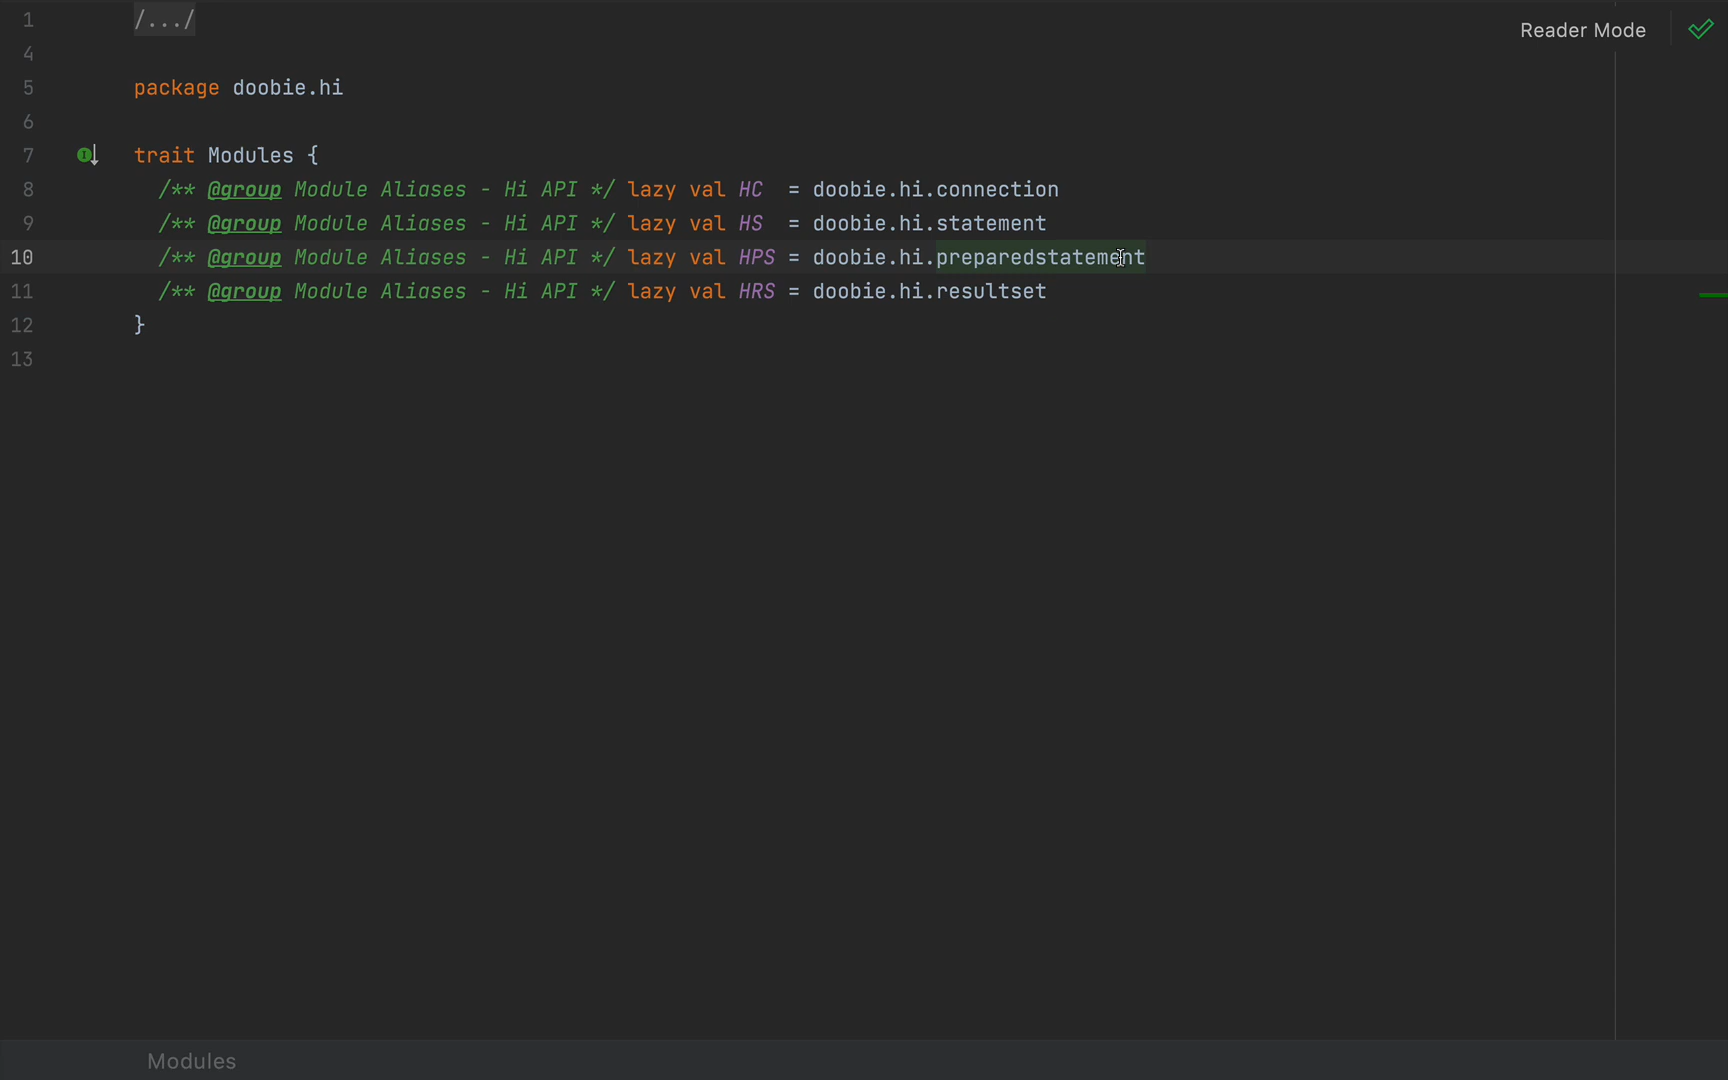 1 /.../
Reader Mode
4
5 package doobie.hi
6
7 trait Modules {
8 /** @group Module Aliases - Hi API */ lazy val HC  = doobie.hi.connection
9 /** @group Module Aliases - Hi API */ lazy val HS  = doobie.hi.statement
10 /** @group Module Aliases - Hi API */ lazy val HPS = doobie.hi.preparedstatement
11 /** @group Module Aliases - Hi API */ lazy val HRS = doobie.hi.resultset
12 }
13
Modules